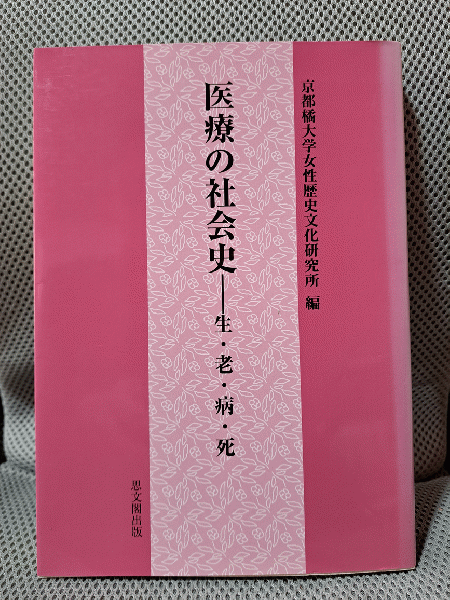 京都橘大学女性歴史文化研究所 編
医療の社会史―生・老・病・死
思文閣出版